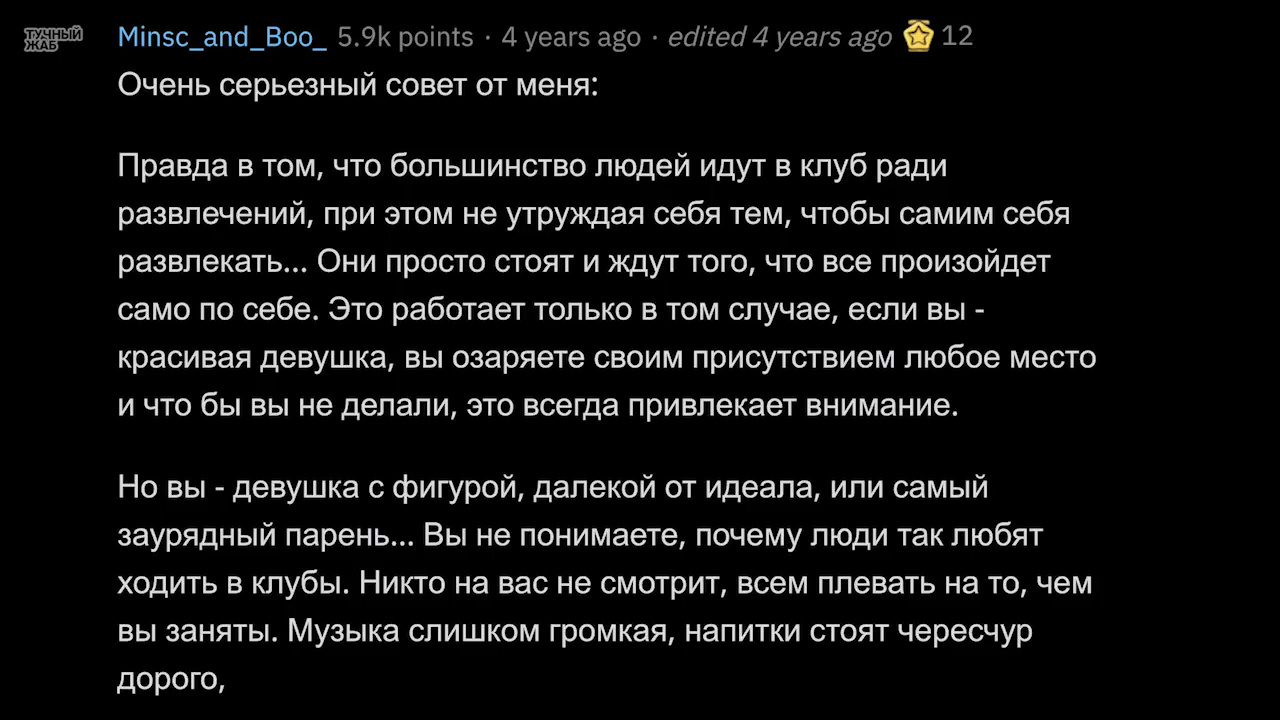 ТУЧНЫЙ
ЖАБ
Minsc_and_Boo_ 5.9k points · 4 years ago · edited 4 years ago 12
Очень серьезный совет от меня:
Правда в том, что большинство людей идут в клуб ради
развлечений, при этом не утруждая себя тем, чтобы самим себя
развлекать... Они просто стоят и ждут того, что все произойдет
само по себе. Это работает только в том случае, если вы -
красивая девушка, вы озаряете своим присутствием любое место
и что бы вы не делали, это всегда привлекает внимание.
Но вы - девушка с фигурой, далекой от идеала, или самый
заурядный парень... Вы не понимаете, почему люди так любят
ходить в клубы. Никто на вас не смотрит, всем плевать на то, чем
вы заняты. Музыка слишком громкая, напитки стоят чересчур
дорого,